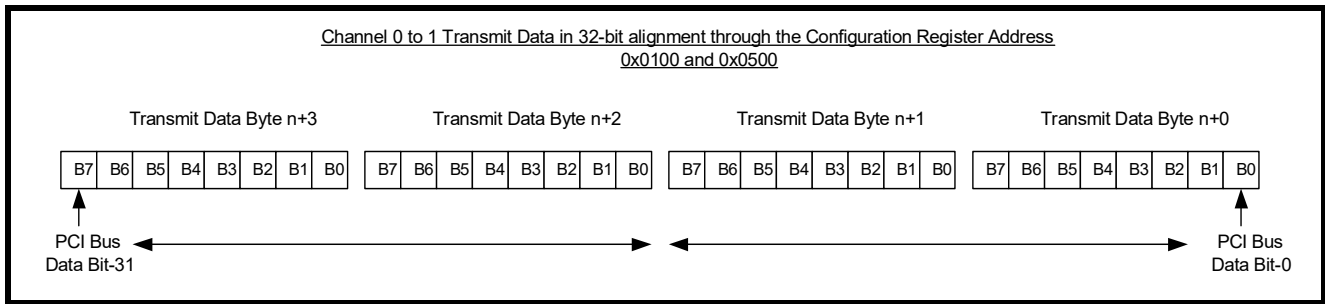 Channel 0 to 1 Transmit Data in 32-bit alignment through the Configuration Register Address
0x0100 and 0x0500
Transmit Data Byte n+3 Transmit Data Byte n+2 Transmit Data Byte n+1 Transmit Data Byte n+0
B7 B6 B5 B4 B3 B2 B1 B0 B7 B6 B5 B4 B3 B2 B1 B0 B7 B6 B5 B4 B3 B2 B1 B0 B7 B6 B5 B4 B3 B2 B1 B0
PCI Bus PCI Bus
Data Bit-31 Data Bit-0